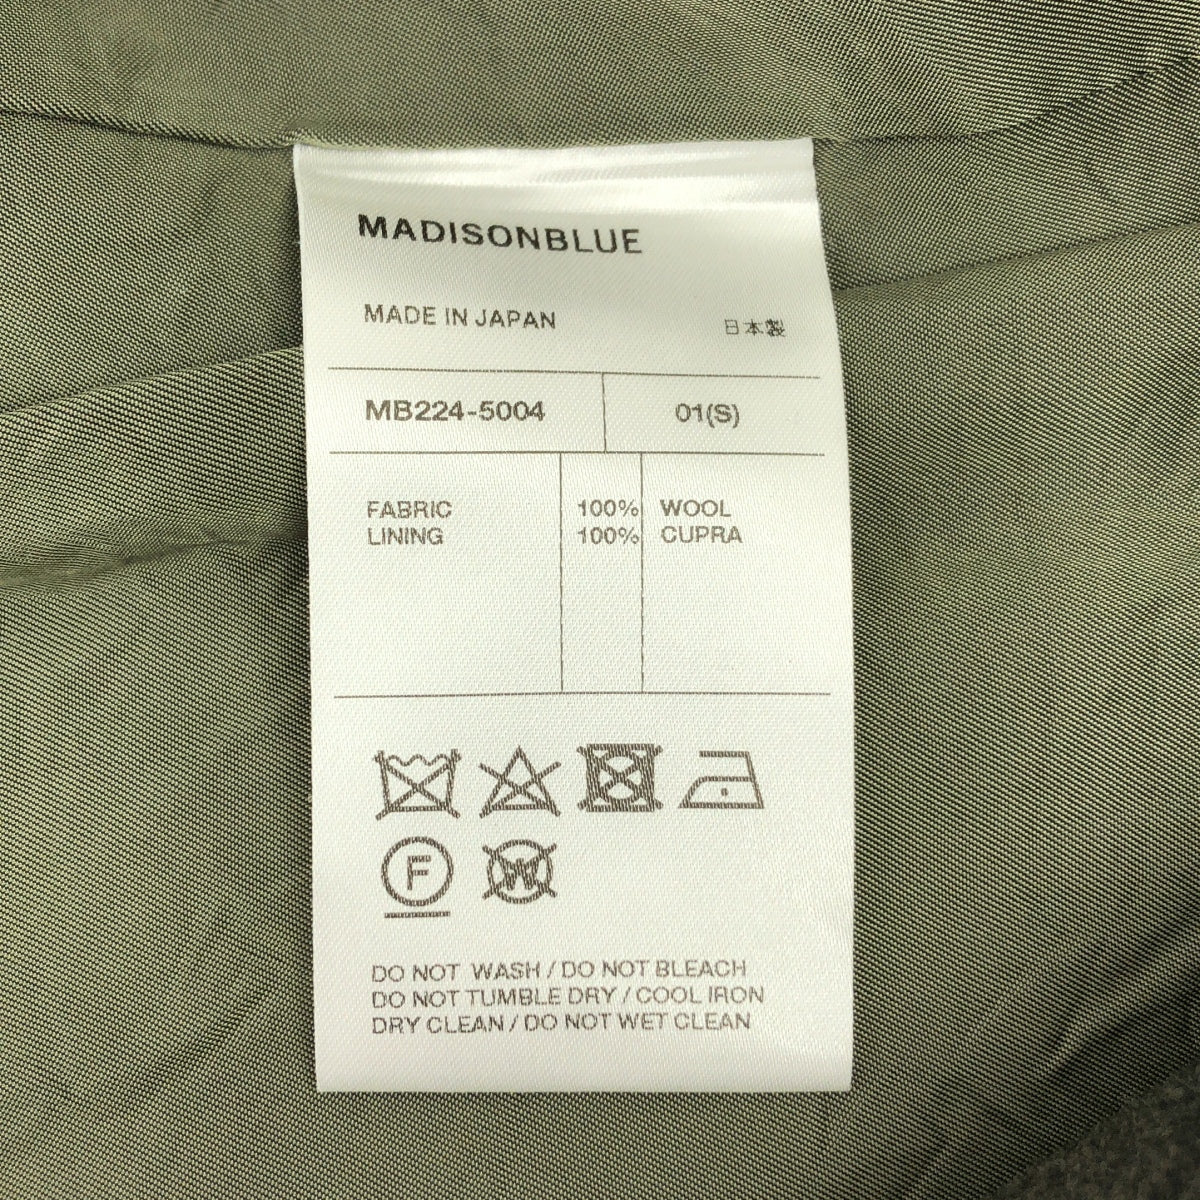 MADISONBLUE
MADE IN JAPAN 日本製
MB224-5004 01(S)
FABRIC 100% WOOL
LINING 100% CUPRA
F W
DO NOT WASH / DO NOT BLEACH
DO NOT TUMBLE DRY / COOL IRON
DRY CLEAN / DO NOT WET CLEAN